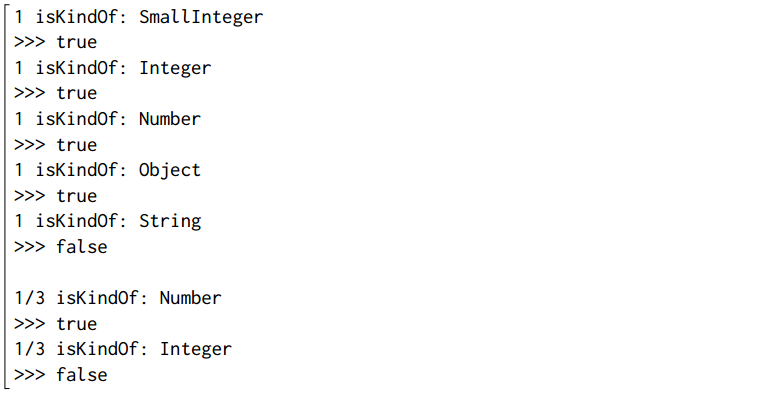 1 isKindOf: SmallInteger
>>> true
1 isKindOf: Integer
>>> true
1 isKindOf: Number
>>> true
1 isKindOf: Object
>>> true
1 isKindOf: String
>>> false
1/3 isKindOf: Number
>>> true
1/3 isKindOf: Integer
>>> false